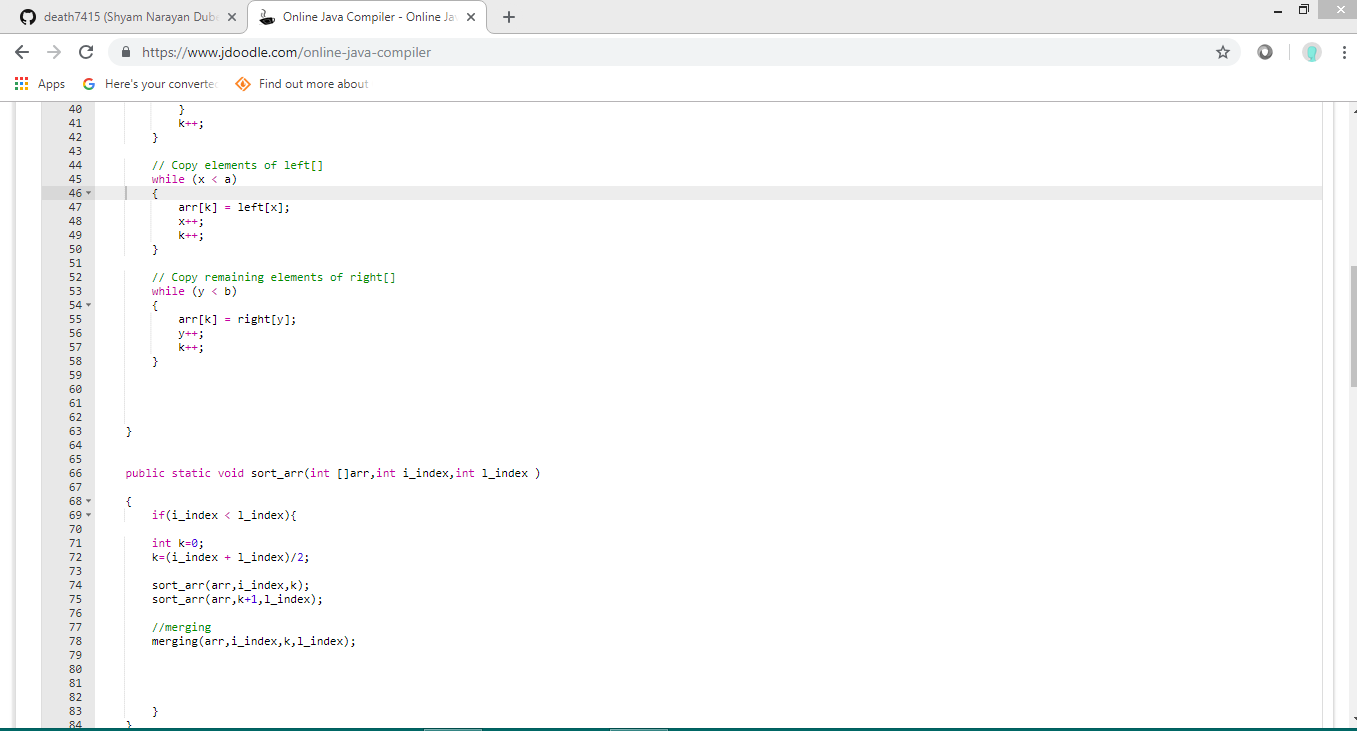 death7415 (Shyam Narayan Dub
Online Java Compiler - Online Ja
https://www.jdoodle.com/online-java-compiler
Apps
Here's your converted
Find out more about
40 }
41 k++;
42 }
43
44 // Copy elements of left[]
45 while (x < a)
46 {
47 arr[k] = left[x];
48 x++;
49 k++;
50 }
51
52 // Copy remaining elements of right[]
53 while (y < b)
54 {
55 arr[k] = right[y];
56 y++;
57 k++;
58 }
59
60
61
62
63 }
64
65
66 public static void sort_arr(int []arr,int i_index,int l_index )
67
68 {
69 if(i_index < l_index){
70
71 int k=0;
72 k=(i_index + l_index)/2;
73
74 sort_arr(arr,i_index,k);
75 sort_arr(arr,k+1,l_index);
76
77 //merging
78 merging(arr,i_index,k,l_index);
79
80
81
82
83 }
84 }